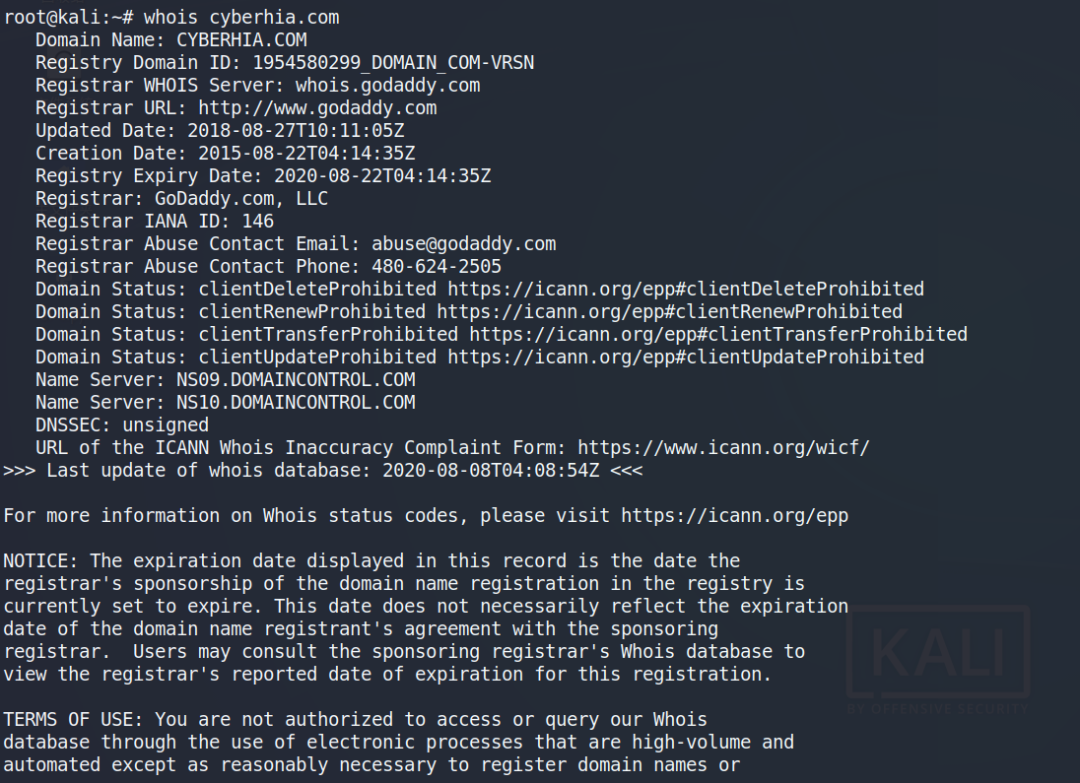 root@kali:~# whois cyberhia.com
Domain Name: CYBERHIA.COM
Registry Domain ID: 1954580299_DOMAIN_COM-VRSN
Registrar WHOIS Server: whois.godaddy.com
Registrar URL: http://www.godaddy.com
Updated Date: 2018-08-27T10:11:05Z
Creation Date: 2015-08-22T04:14:35Z
Registry Expiry Date: 2020-08-22T04:14:35Z
Registrar: GoDaddy.com, LLC
Registrar IANA ID: 146
Registrar Abuse Contact Email: abuse@godaddy.com
Registrar Abuse Contact Phone: 480-624-2505
Domain Status: clientDeleteProhibited https://icann.org/epp#clientDeleteProhibited
Domain Status: clientRenewProhibited https://icann.org/epp#clientRenewProhibited
Domain Status: clientTransferProhibited https://icann.org/epp#clientTransferProhibited
Domain Status: clientUpdateProhibited https://icann.org/epp#clientUpdateProhibited
Name Server: NS09.DOMAINCONTROL.COM
Name Server: NS10.DOMAINCONTROL.COM
DNSSEC: unsigned
URL of the ICANN Whois Inaccuracy Complaint Form: https://www.icann.org/wicf/
>>> Last update of whois database: 2020-08-08T04:08:54Z <<<
For more information on Whois status codes, please visit https://icann.org/epp
NOTICE: The expiration date displayed in this record is the date the
registrar's sponsorship of the domain name registration in the registry is
currently set to expire. This date does not necessarily reflect the expiration
date of the domain name registrant's agreement with the sponsoring
registrar.  Users may consult the sponsoring registrar's Whois database to
view the registrar's reported date of expiration for this registration.
TERMS OF USE: You are not authorized to access or query our Whois
database through the use of electronic processes that are high-volume and
automated except as reasonably necessary to register domain names or
KALI
BY OFFENSIVE SECURITY